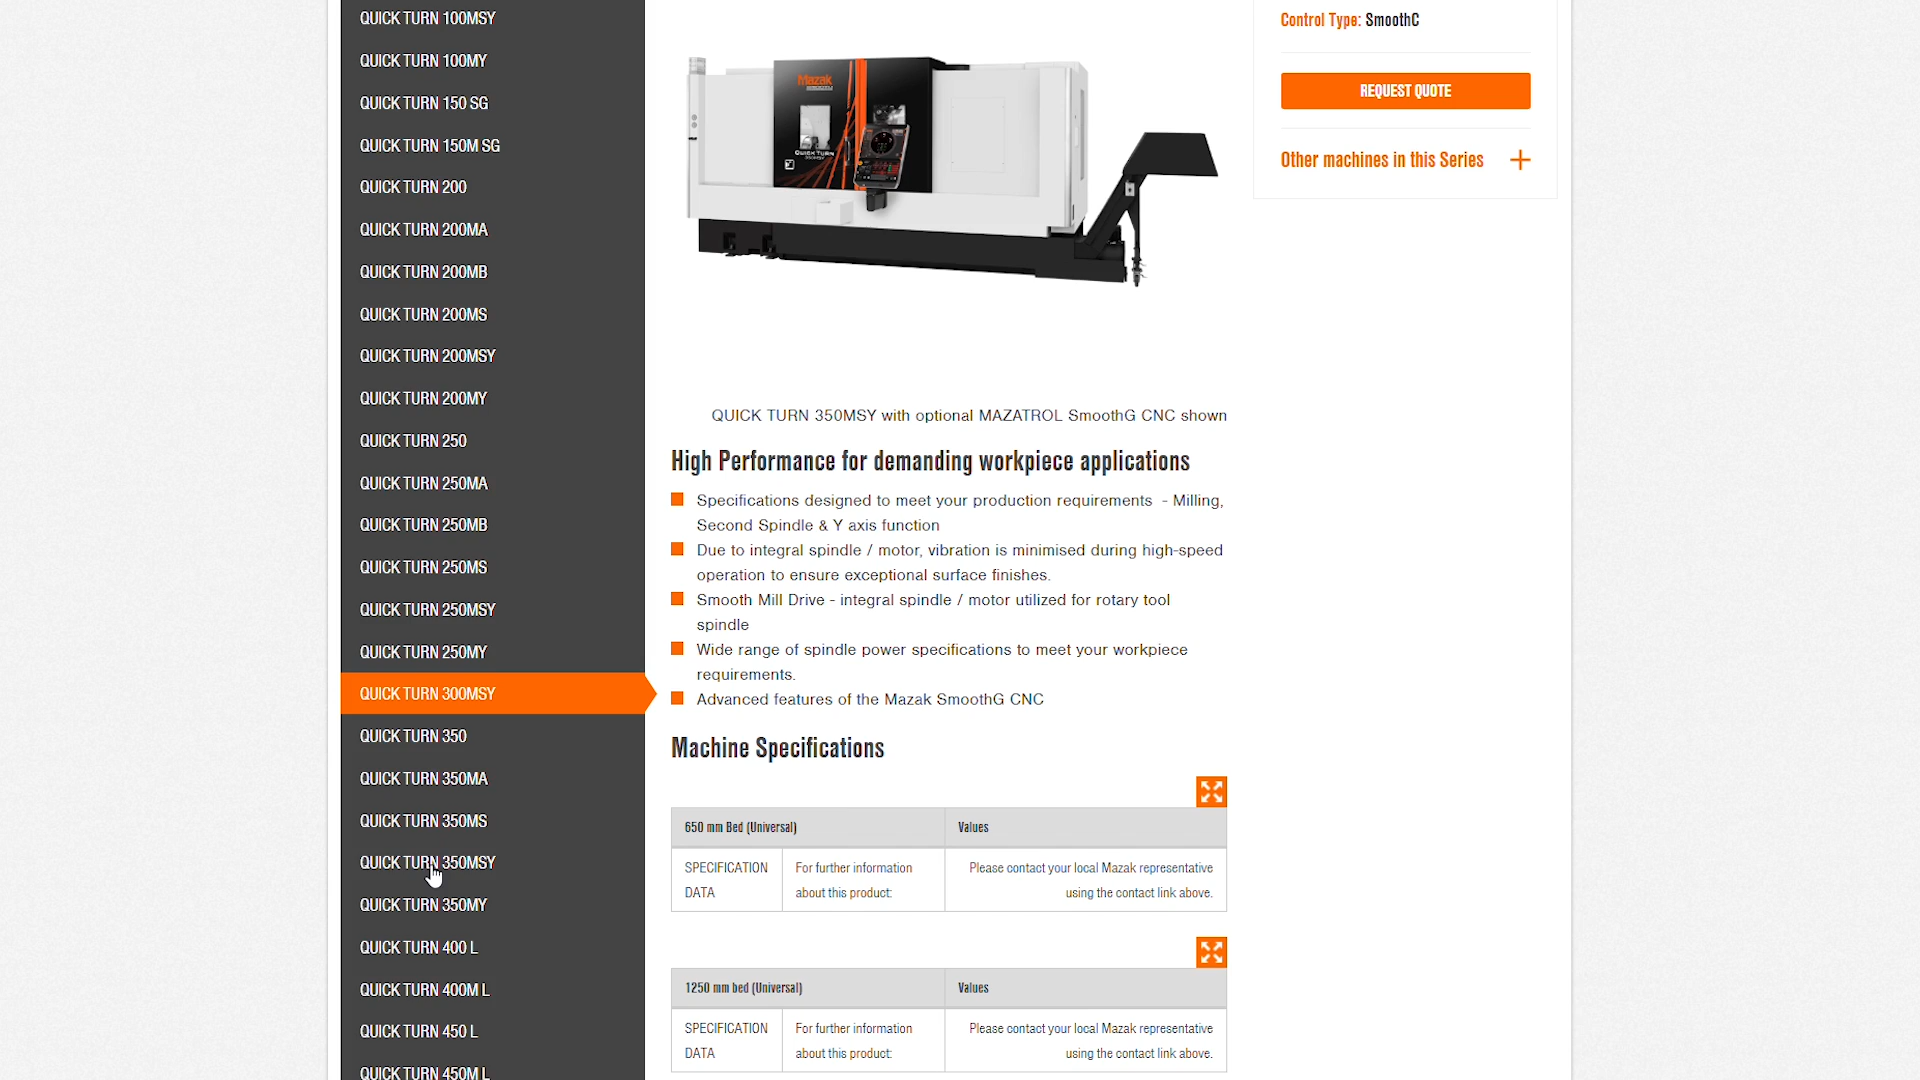 QUICK TURN 100MSY
QUICK TURN 100MY
QUICK TURN 150 SG
QUICK TURN 150M SG
QUICK TURN 200
QUICK TURN 200MA
QUICK TURN 200MB
QUICK TURN 200MS
QUICK TURN 200MSY
QUICK TURN 200MY
QUICK TURN 250
QUICK TURN 250MA
QUICK TURN 250MB
QUICK TURN 250MS
QUICK TURN 250MSY
QUICK TURN 250MY
QUICK TURN 300MSY
QUICK TURN 350
QUICK TURN 350MA
QUICK TURN 350MS
QUICK TURN 350MSY
QUICK TURN 350MY
QUICK TURN 400 L
QUICK TURN 400M L
QUICK TURN 450 L
QUICK TURN 450M L
Mazak
QUICK TURN
350MSY
QUICK TURN 350MSY with optional MAZATROL SmoothG CNC shown
High Performance for demanding workpiece applications
Specifications designed to meet your production requirements - Milling,
Second Spindle & Y axis function
Due to integral spindle / motor, vibration is minimised during high-speed
operation to ensure exceptional surface finishes.
Smooth Mill Drive - integral spindle / motor utilized for rotary tool
spindle
Wide range of spindle power specifications to meet your workpiece
requirements.
Advanced features of the Mazak SmoothG CNC
Machine Specifications
650 mm Bed (Universal) Values
SPECIFICATION For further information Please contact your local Mazak representative
DATA about this product: using the contact link above.
1250 mm bed (Universal) Values
SPECIFICATION For further information Please contact your local Mazak representative
DATA about this product: using the contact link above.
Control Type: SmoothC
REQUEST QUOTE
Other machines in this Series